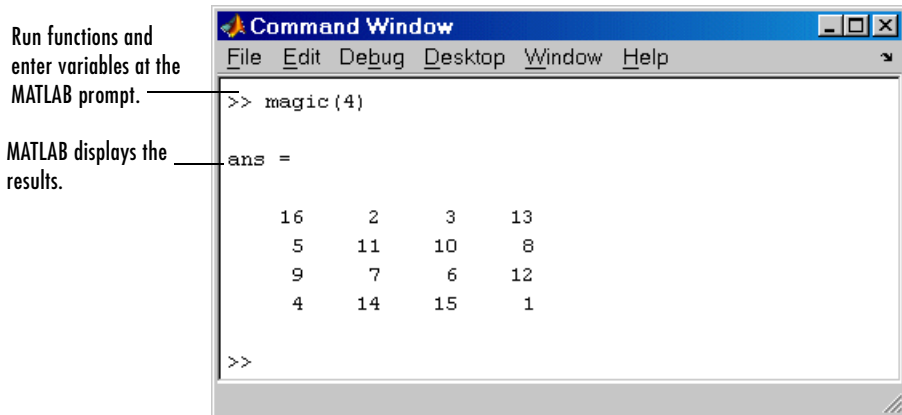 Run functions and
enter variables at the
MATLAB prompt.
MATLAB displays the
results.
Command Window
File Edit Debug Desktop Window Help
>> magic(4)
ans =
16 2 3 13
5 11 10 8
9 7 6 12
4 14 15 1
>>